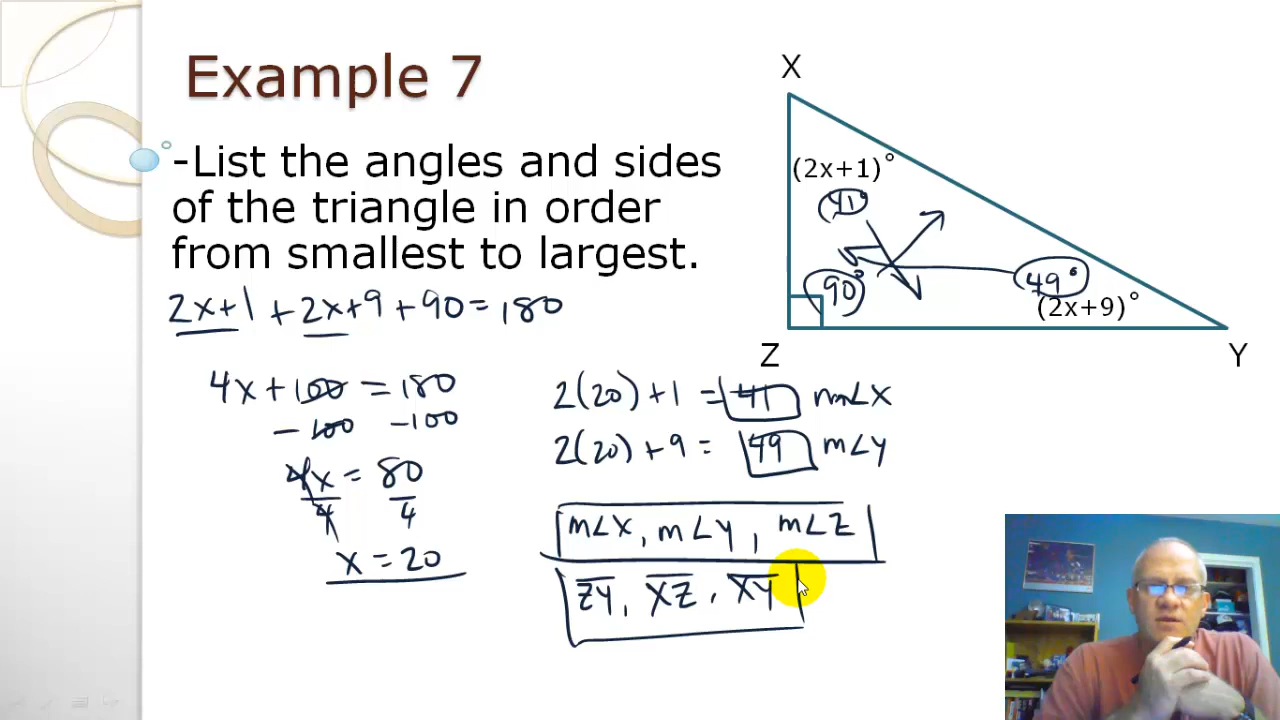 Example 7
-List the angles and sides
of the triangle in order
from smallest to largest.
2x+1 + 2x+9 + 90 = 180
4x + 100 = 180
- 100 - 100
4x = 80
4 4
x = 20
X
(2x+1)°
41°
90°
49°
(2x+9)°
Z
Y
2(20) + 1 = 41 m∠X
2(20) + 9 = 49 m∠y
m∠X, m∠y, m∠Z
ZY, XZ, XY